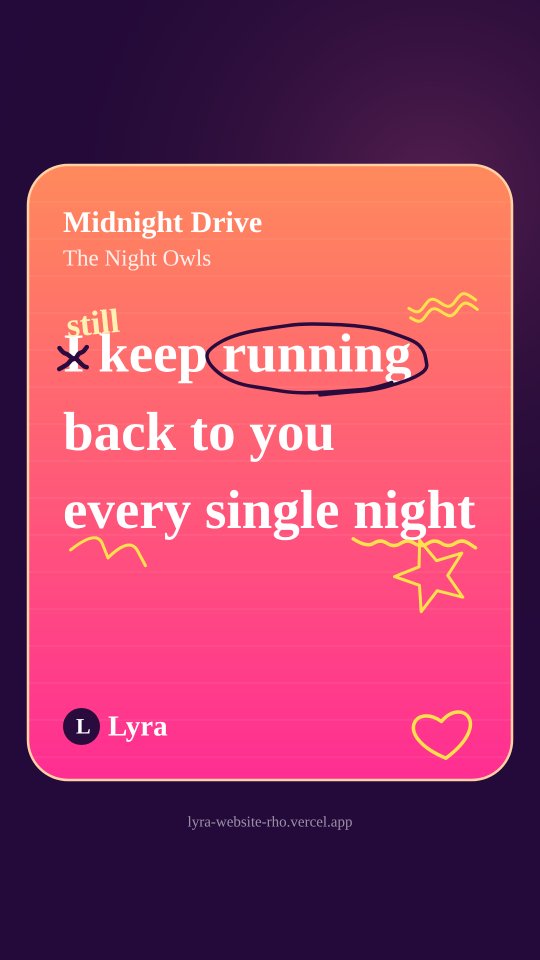 Midnight Drive
The Night Owls
still
I keep running
back to you
every single night
L Lyra
lyra-website-rho.vercel.app